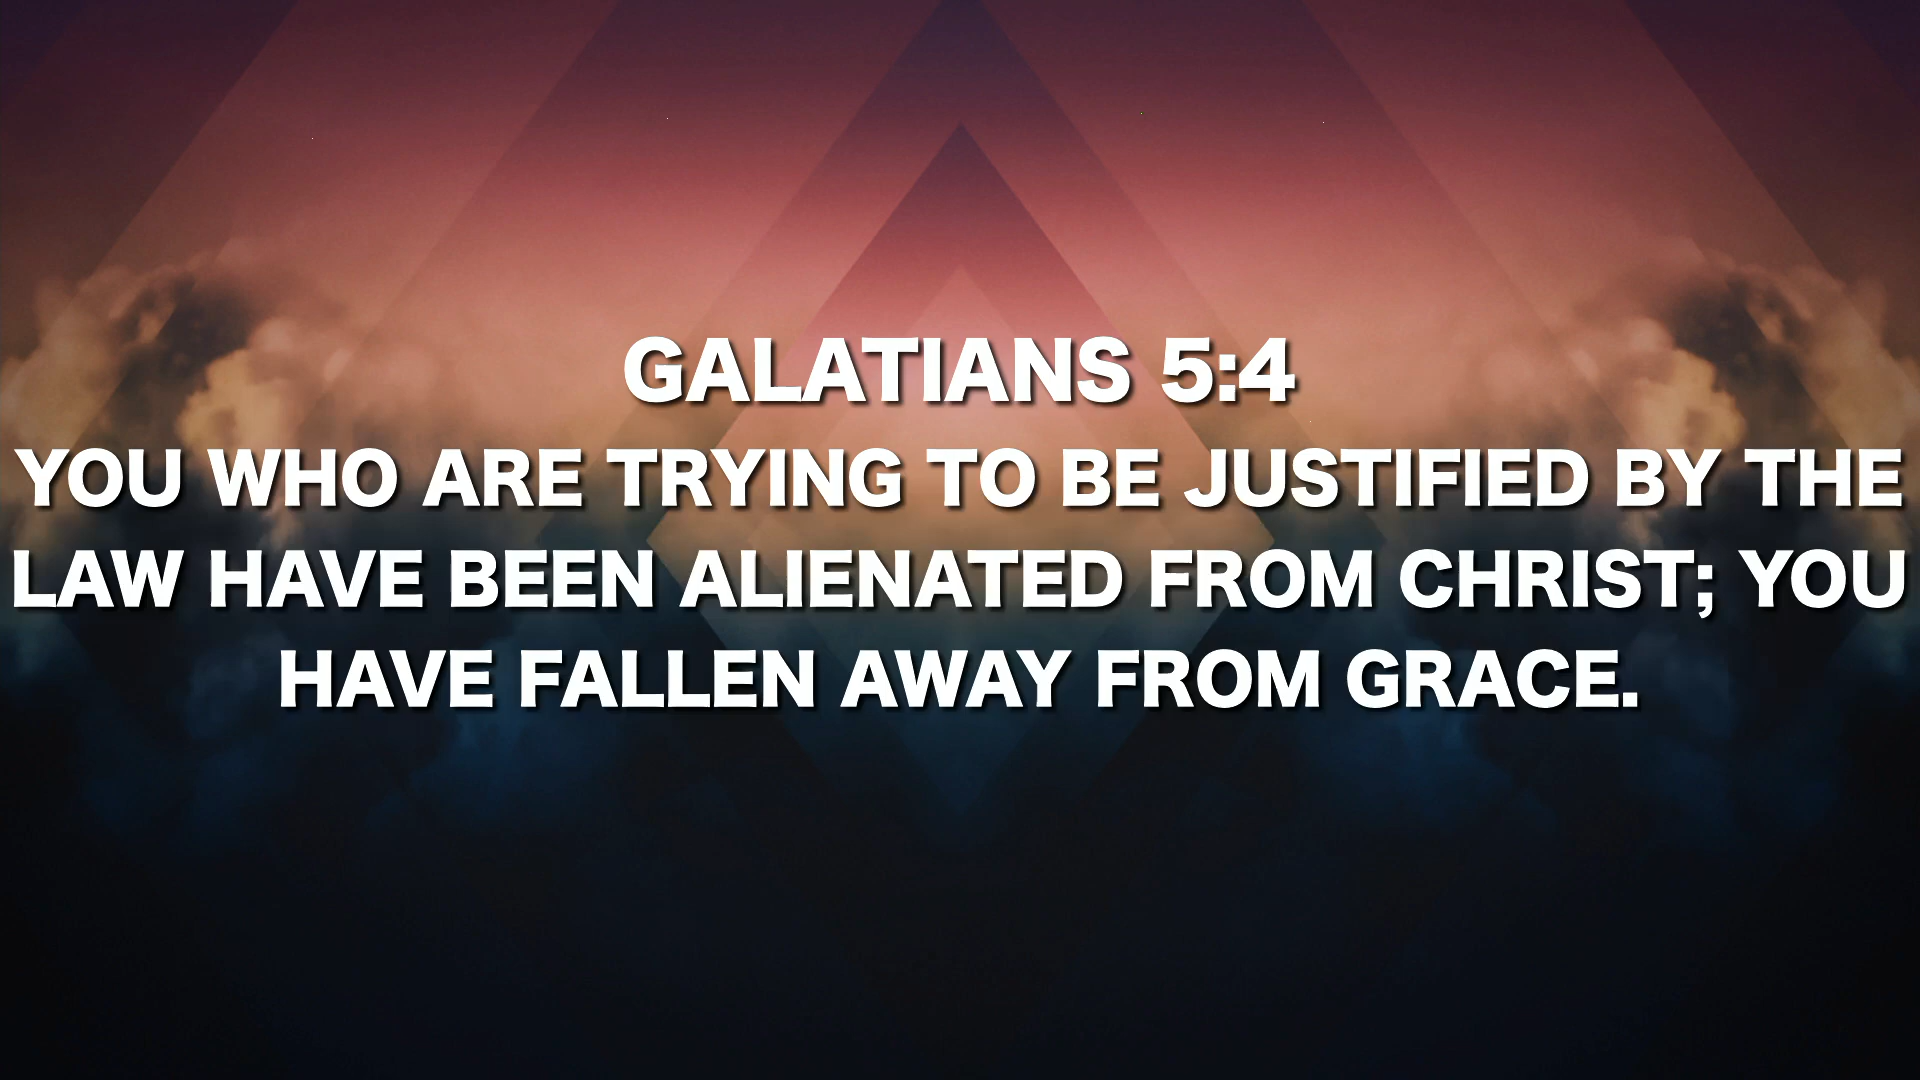 GALATIANS 5:4
YOU WHO ARE TRYING TO BE JUSTIFIED BY THE
LAW HAVE BEEN ALIENATED FROM CHRIST; YOU
HAVE FALLEN AWAY FROM GRACE.